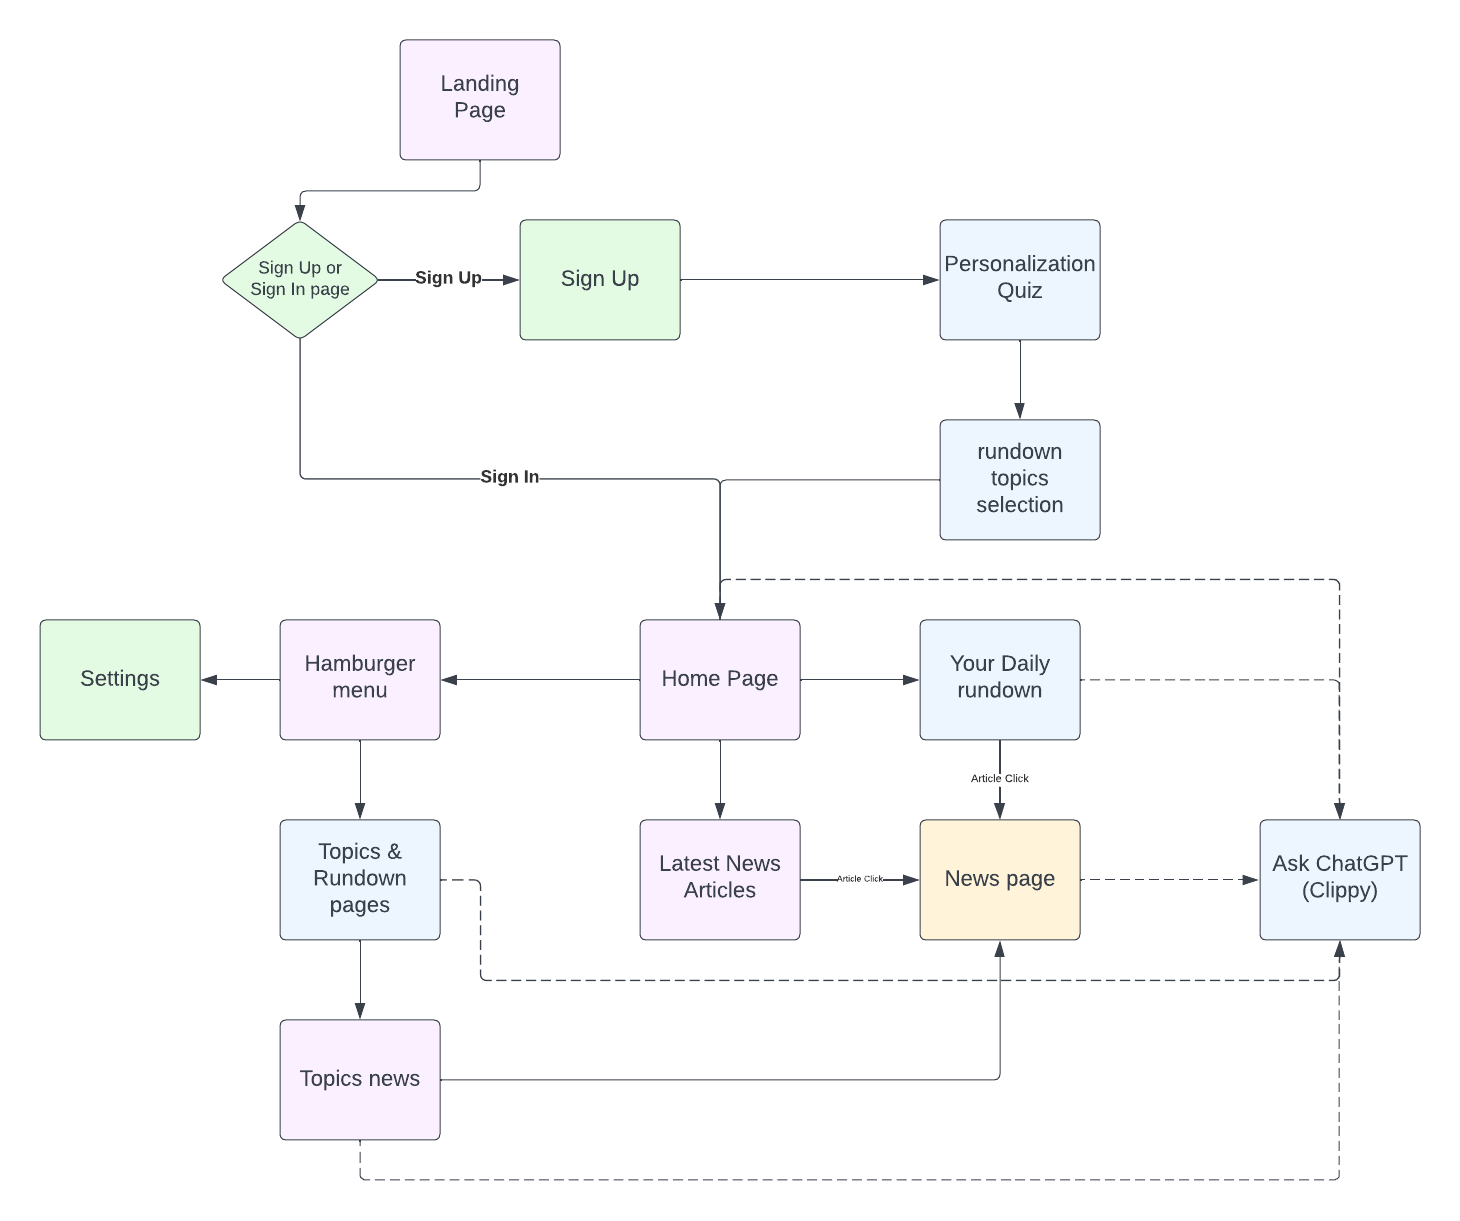 Landing
Page
Sign Up or
Sign In page
Sign Up
Sign Up
Personalization
Quiz
Sign In
rundown
topics
selection
Settings
Hamburger
menu
Home Page
Your Daily
rundown
Article Click
Topics &
Rundown
pages
Latest News
Articles
Article Click
News page
Ask ChatGPT
(Clippy)
Topics news